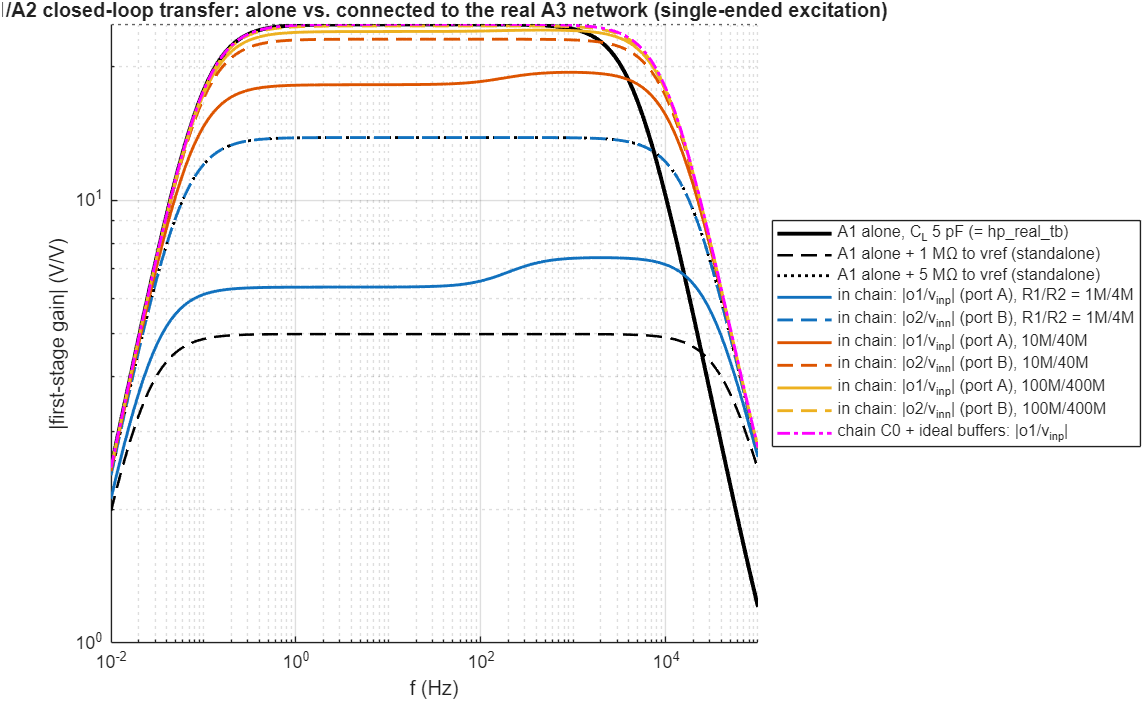 /A2 closed-loop transfer: alone vs. connected to the real A3 network (single-ended excitation)
|first-stage gain| (V/V)
10¹
10⁰
10⁻² 10⁰ 10² 10⁴
f (Hz)
A1 alone, C_L 5 pF (= hp_real_tb)
A1 alone + 1 MΩ to vref (standalone)
A1 alone + 5 MΩ to vref (standalone)
in chain: |o1/v_inp| (port A), R1/R2 = 1M/4M
in chain: |o2/v_inn| (port B), R1/R2 = 1M/4M
in chain: |o1/v_inp| (port A), 10M/40M
in chain: |o2/v_inn| (port B), 10M/40M
in chain: |o1/v_inp| (port A), 100M/400M
in chain: |o2/v_inn| (port B), 100M/400M
chain C0 + ideal buffers: |o1/v_inp|